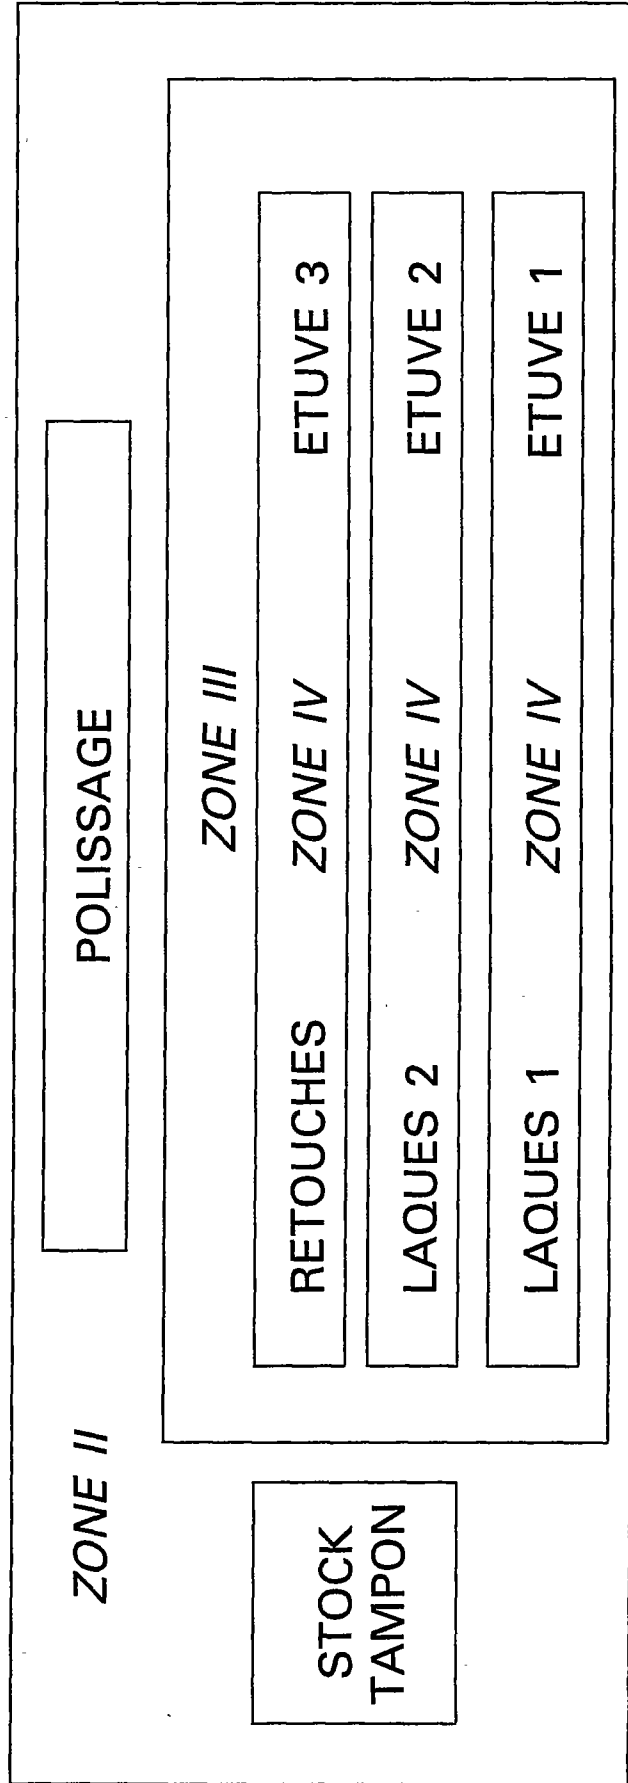 POLISSAGE
ZONE II
ZONE III
RETOUCHES ZONE IV ETUVE 3
LAQUES 2 ZONE IV ETUVE 2
LAQUES 1 ZONE IV ETUVE 1
STOCK
TAMPON